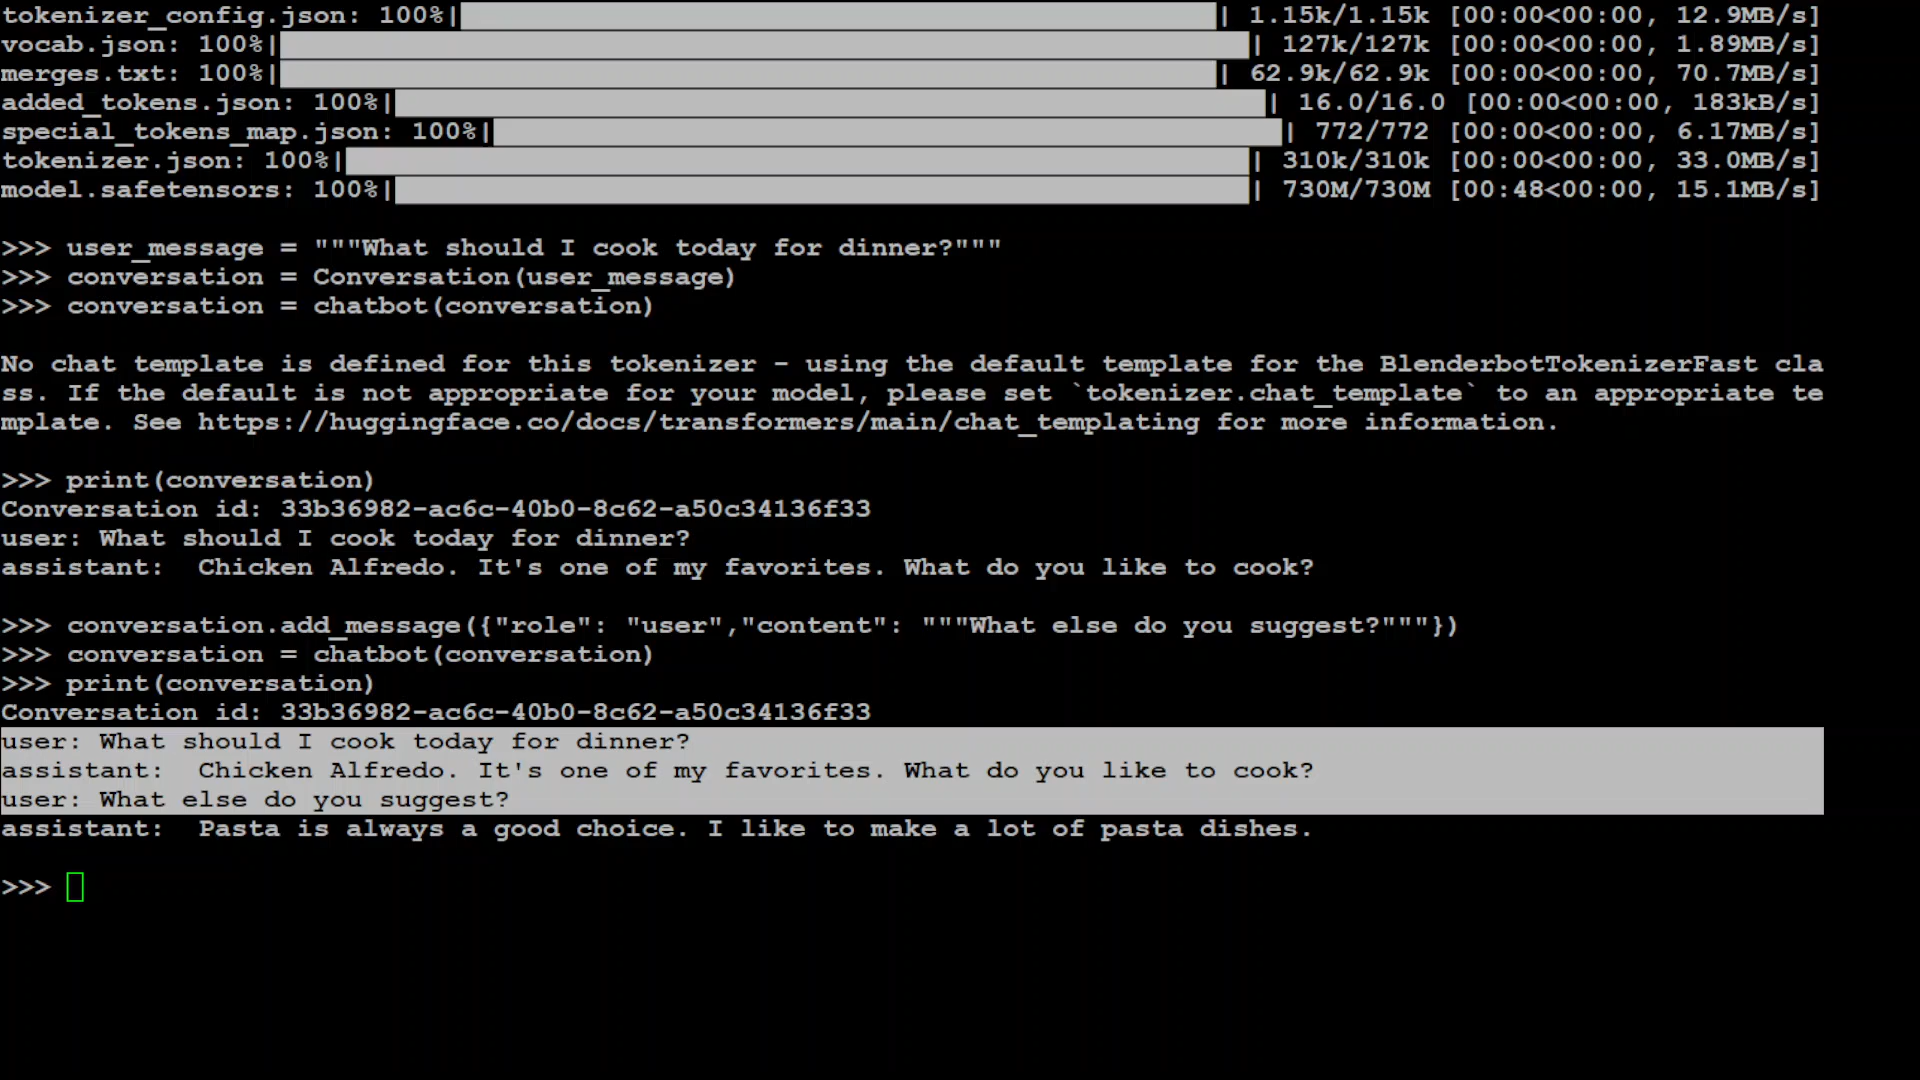 tokenizer_config.json: 100%| | 1.15k/1.15k [00:00<00:00, 12.9MB/s]
vocab.json: 100%| | 127k/127k [00:00<00:00, 1.89MB/s]
merges.txt: 100%| | 62.9k/62.9k [00:00<00:00, 70.7MB/s]
added_tokens.json: 100%| | 16.0/16.0 [00:00<00:00, 183kB/s]
special_tokens_map.json: 100%| | 772/772 [00:00<00:00, 6.17MB/s]
tokenizer.json: 100%| | 310k/310k [00:00<00:00, 33.0MB/s]
model.safetensors: 100%| | 730M/730M [00:48<00:00, 15.1MB/s]
>>> user_message = """What should I cook today for dinner?"""
>>> conversation = Conversation(user_message)
>>> conversation = chatbot(conversation)
No chat template is defined for this tokenizer - using the default template for the BlenderbotTokenizerFast cla
ss. If the default is not appropriate for your model, please set `tokenizer.chat_template` to an appropriate te
mplate. See https://huggingface.co/docs/transformers/main/chat_templating for more information.
>>> print(conversation)
Conversation id: 33b36982-ac6c-40b0-8c62-a50c34136f33
user: What should I cook today for dinner?
assistant:  Chicken Alfredo. It's one of my favorites. What do you like to cook?
>>> conversation.add_message({"role": "user","content": """What else do you suggest?"""})
>>> conversation = chatbot(conversation)
>>> print(conversation)
Conversation id: 33b36982-ac6c-40b0-8c62-a50c34136f33
user: What should I cook today for dinner?
assistant:  Chicken Alfredo. It's one of my favorites. What do you like to cook?
user: What else do you suggest?
assistant:  Pasta is always a good choice. I like to make a lot of pasta dishes.
>>>